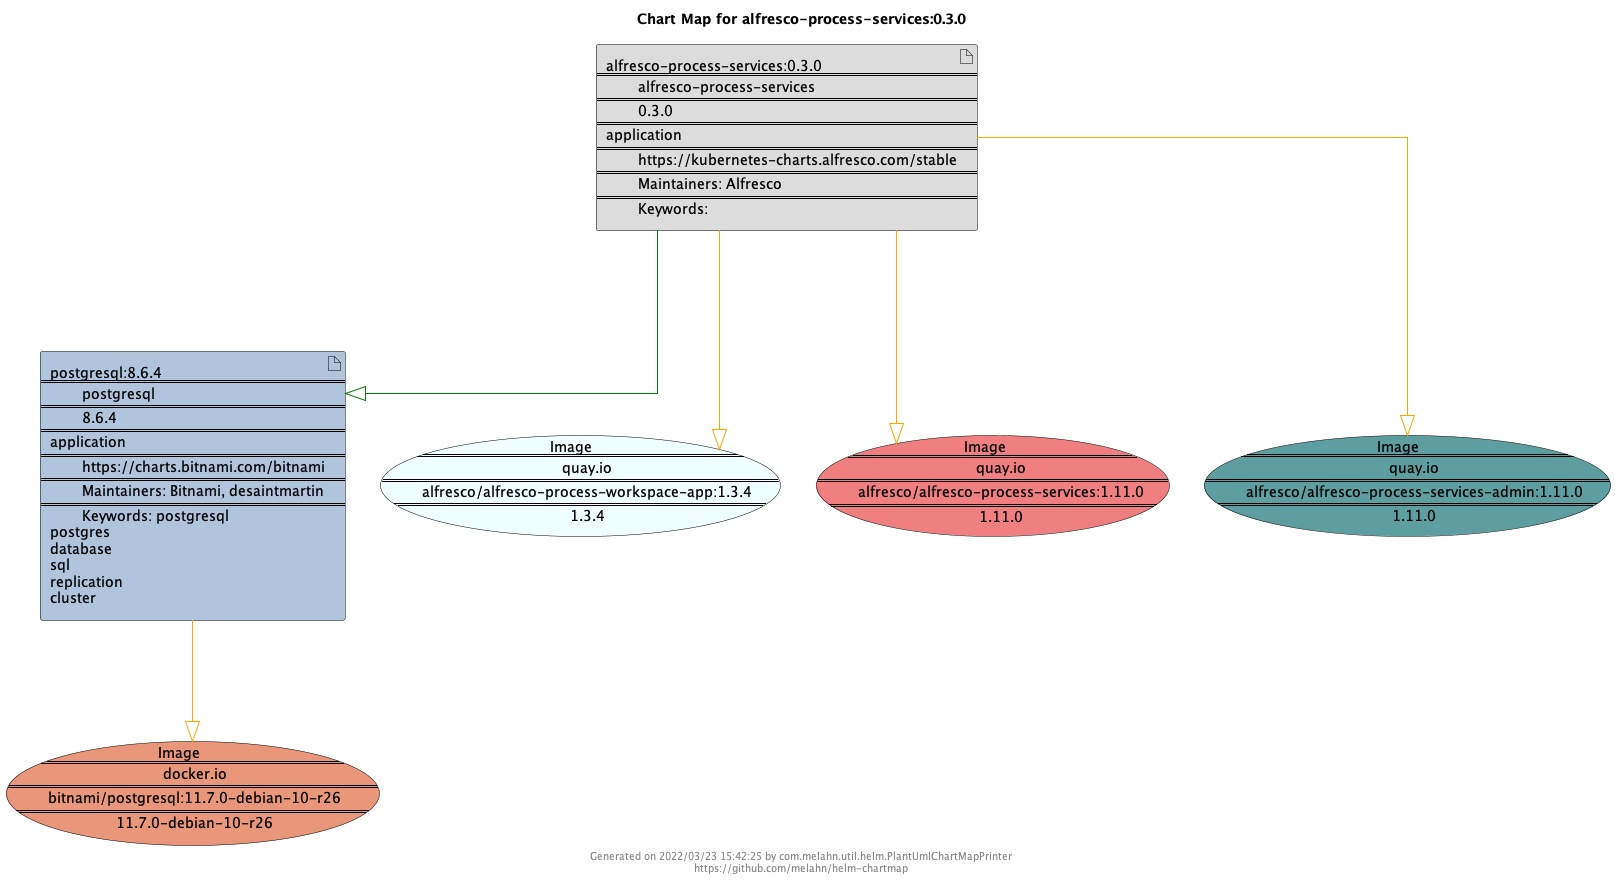 Chart Map for alfresco-process-services:0.3.0
alfresco-process-services:0.3.0
alfresco-process-services
0.3.0
application
https://kubernetes-charts.alfresco.com/stable
Maintainers: Alfresco
Keywords:
postgresql:8.6.4
postgresql
8.6.4
application
https://charts.bitnami.com/bitnami
Maintainers: Bitnami, desaintmartin
Keywords: postgresql
postgres
database
sql
replication
cluster
Image
quay.io
alfresco/alfresco-process-workspace-app:1.3.4
1.3.4
Image
quay.io
alfresco/alfresco-process-services:1.11.0
1.11.0
Image
quay.io
alfresco/alfresco-process-services-admin:1.11.0
1.11.0
Image
docker.io
bitnami/postgresql:11.7.0-debian-10-r26
11.7.0-debian-10-r26
Generated on 2022/03/23 15:42:25 by com.melahn.util.helm.PlantUmlChartMapPrinter
https://github.com/melahn/helm-chartmap